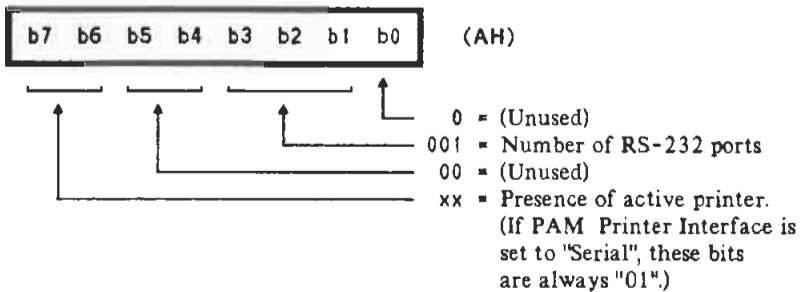 b7 b6 b5 b4 b3 b2 b1 b0 (AH)
0 = (Unused)
001 = Number of RS-232 ports
00 = (Unused)
xx = Presence of active printer.
(If PAM Printer Interface is
set to "Serial", these bits
are always "01".)